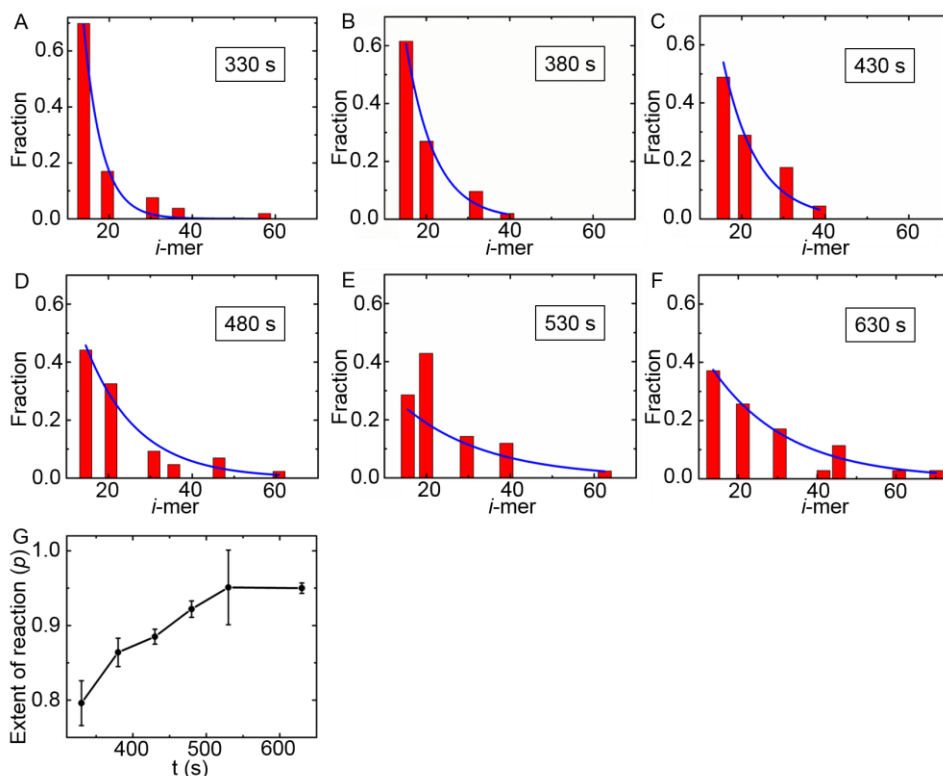 A
330 s
Fraction
0.6
0.4
0.2
0.0
20 40 60
i-mer
B
380 s
Fraction
0.6
0.4
0.2
0.0
20 40 60
i-mer
C
430 s
Fraction
0.6
0.4
0.2
0.0
20 40 60
i-mer
D
480 s
Fraction
0.6
0.4
0.2
0.0
20 40 60
i-mer
E
530 s
Fraction
0.6
0.4
0.2
0.0
20 40 60
i-mer
F
630 s
Fraction
0.6
0.4
0.2
0.0
20 40 60
i-mer
G
Extent of reaction (p)
1.0
0.9
0.8
400 500 600
t (s)